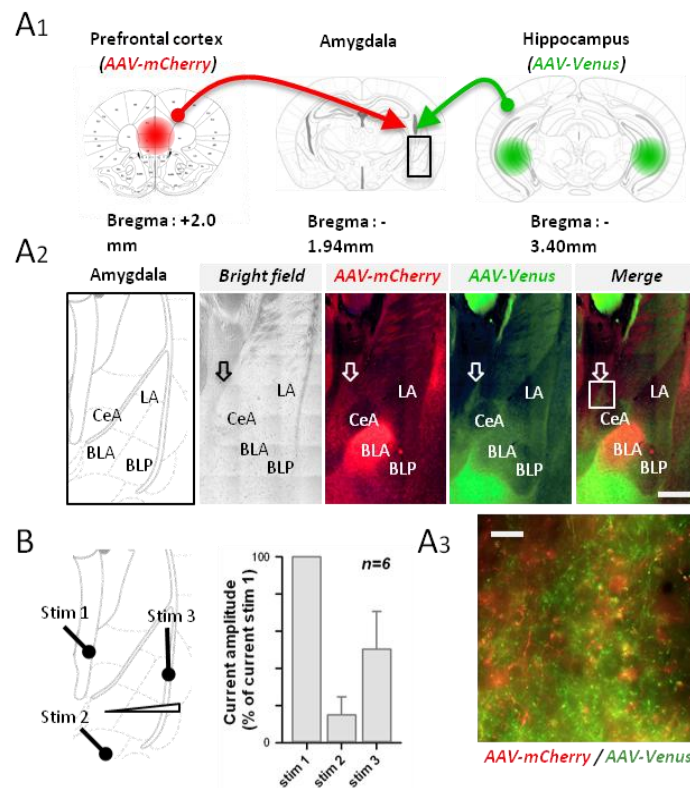 A1
Prefrontal cortex
(AAV-mCherry)
Amygdala
Hippocampus
(AAV-Venus)
Bregma : +2.0
mm
Bregma : -
1.94mm
Bregma : -
3.40mm
A2
Amygdala
Bright field
AAV-mCherry
AAV-Venus
Merge
LA
CeA
BLA
BLP
LA
CeA
BLA
BLP
LA
CeA
BLA
BLP
LA
CeA
BLA
BLP
LA
CeA
BLA
BLP
B
Stim 1
Stim 3
Stim 2
Current amplitude
(% of current stim 1)
100
0
n=6
stim 1
stim 2
stim 3
A3
AAV-mCherry / AAV-Venus